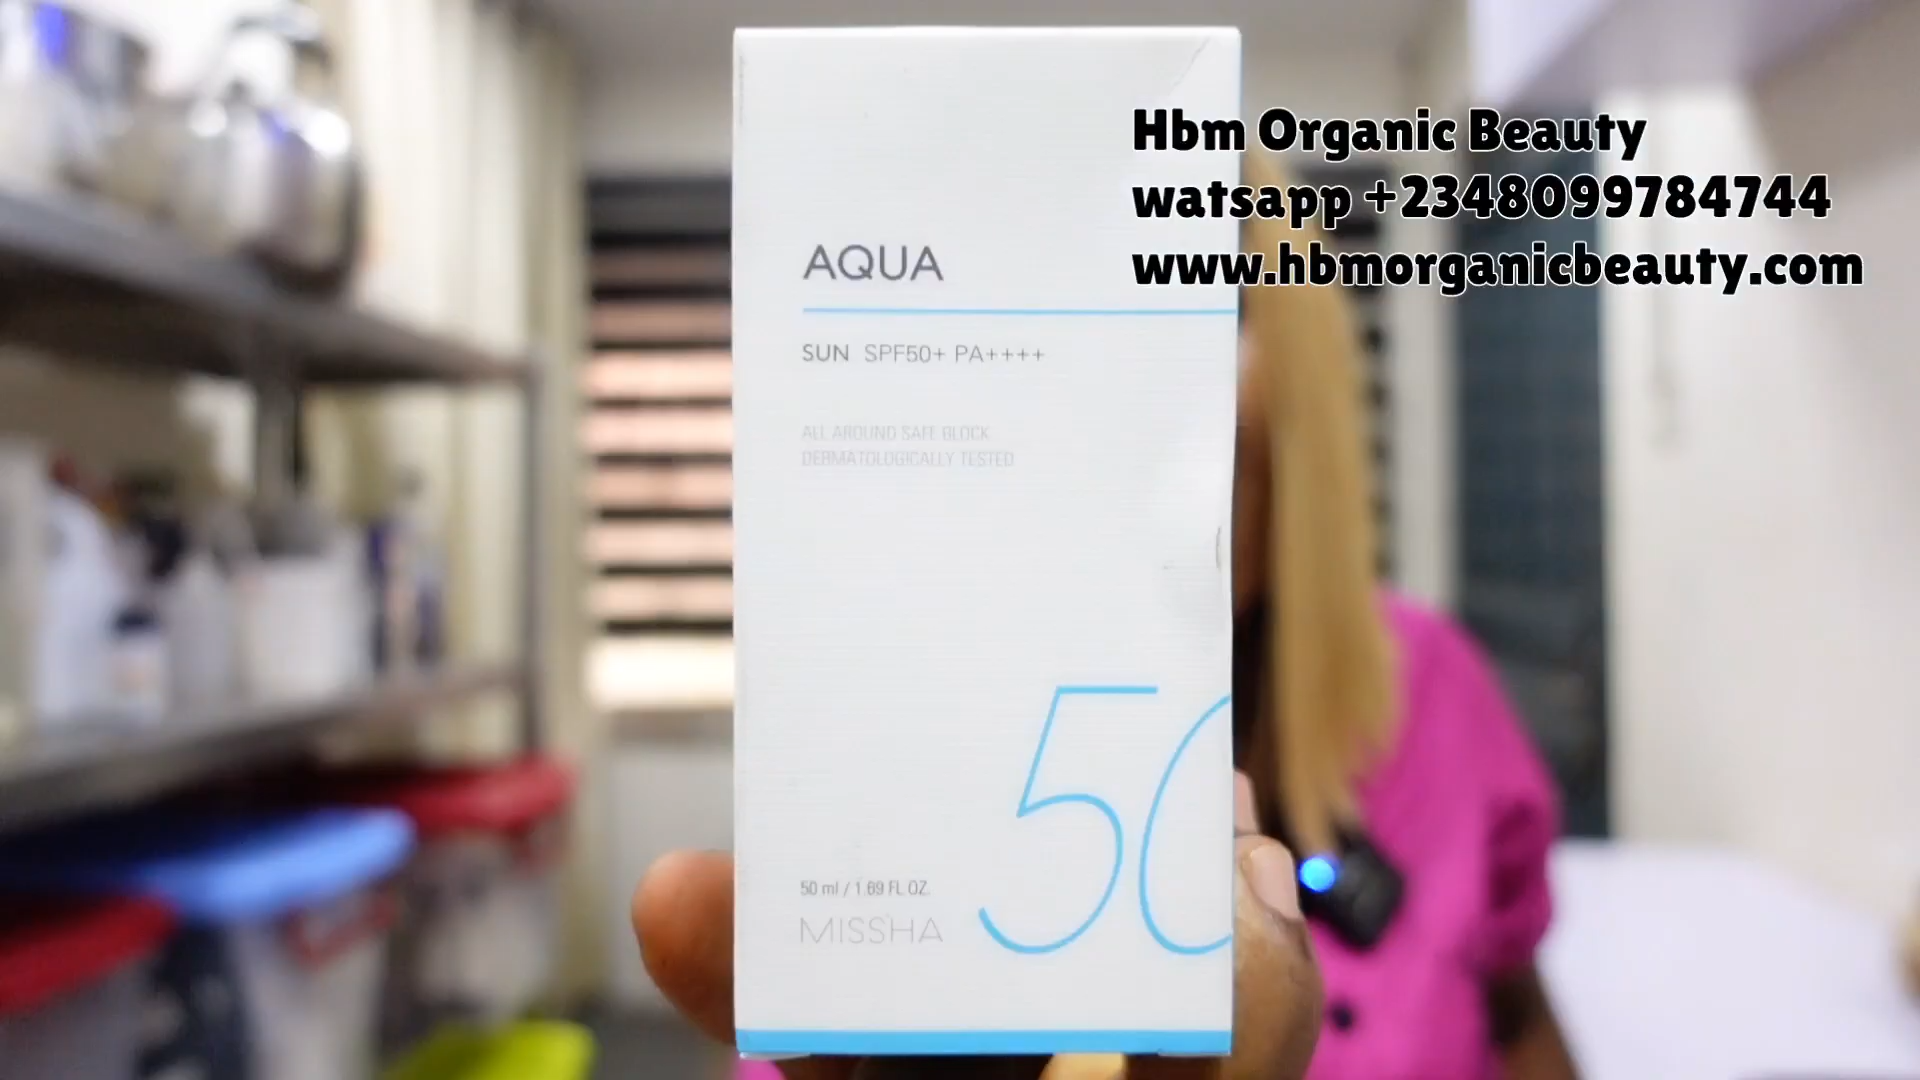 Hbm Organic Beauty
watsapp +2348099784744
www.hbmorganicbeauty.com
AQUA
SUN SPF50+ PA++++
ALL AROUND SAFE BLOCK
DERMATOLOGICALLY TESTED
50
50 ml / 1.69 FL OZ.
MISSHA